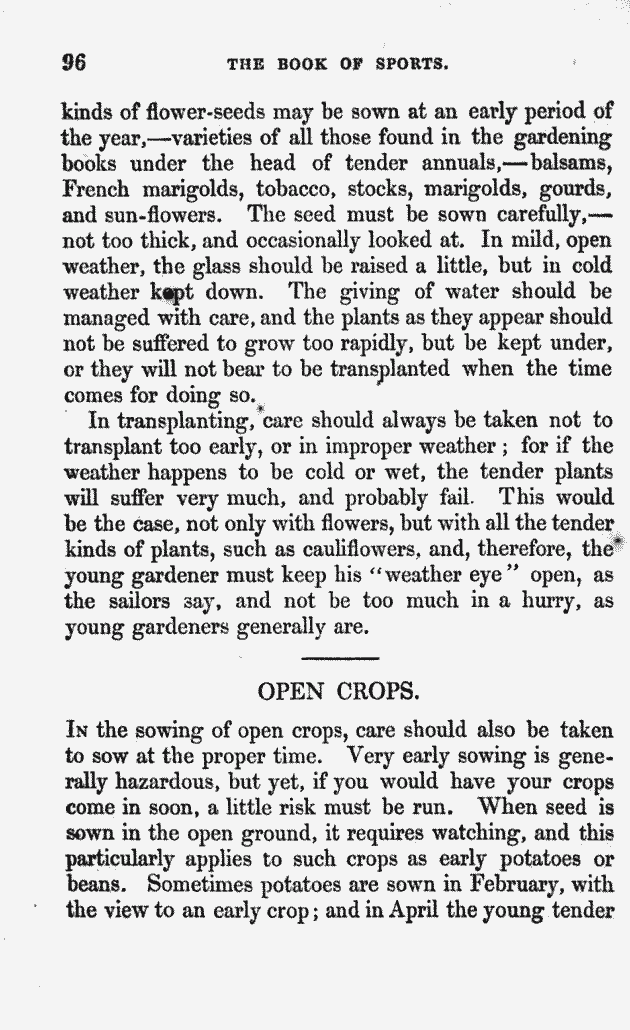 96 THE BOOK OF SPORTS.
kinds of flower-seeds may be sown at an early period of
the year,—varieties of all those found in the gardening
books under the head of tender annuals,—balsams,
French marigolds, tobacco, stocks, marigolds, gourds,
and sun-flowers. The seed must be sown carefully,—
not too thick, and occasionally looked at. In mild, open
weather, the glass should be raised a little, but in cold
weather kept down. The giving of water should be
managed with care, and the plants as they appear should
not be suffered to grow too rapidly, but be kept under,
or they will not bear to be transplanted when the time
comes for doing so.
In transplanting, care should always be taken not to
transplant too early, or in improper weather; for if the
weather happens to be cold or wet, the tender plants
will suffer very much, and probably fail. This would
be the case, not only with flowers, but with all the tender
kinds of plants, such as cauliflowers, and, therefore, the
young gardener must keep his "weather eye" open, as
the sailors say, and not be too much in a hurry, as
young gardeners generally are.
OPEN CROPS.
In the sowing of open crops, care should also be taken
to sow at the proper time. Very early sowing is gene-
rally hazardous, but yet, if you would have your crops
come in soon, a little risk must be run. When seed is
sown in the open ground, it requires watching, and this
particularly applies to such crops as early potatoes or
beans. Sometimes potatoes are sown in February, with
the view to an early crop; and in April the young tender